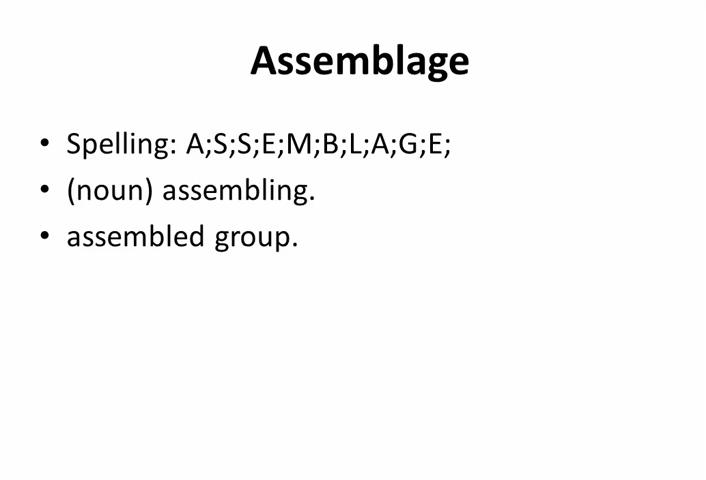 Assemblage
• Spelling: A;S;S;E;M;B;L;A;G;E;
• (noun) assembling.
• assembled group.